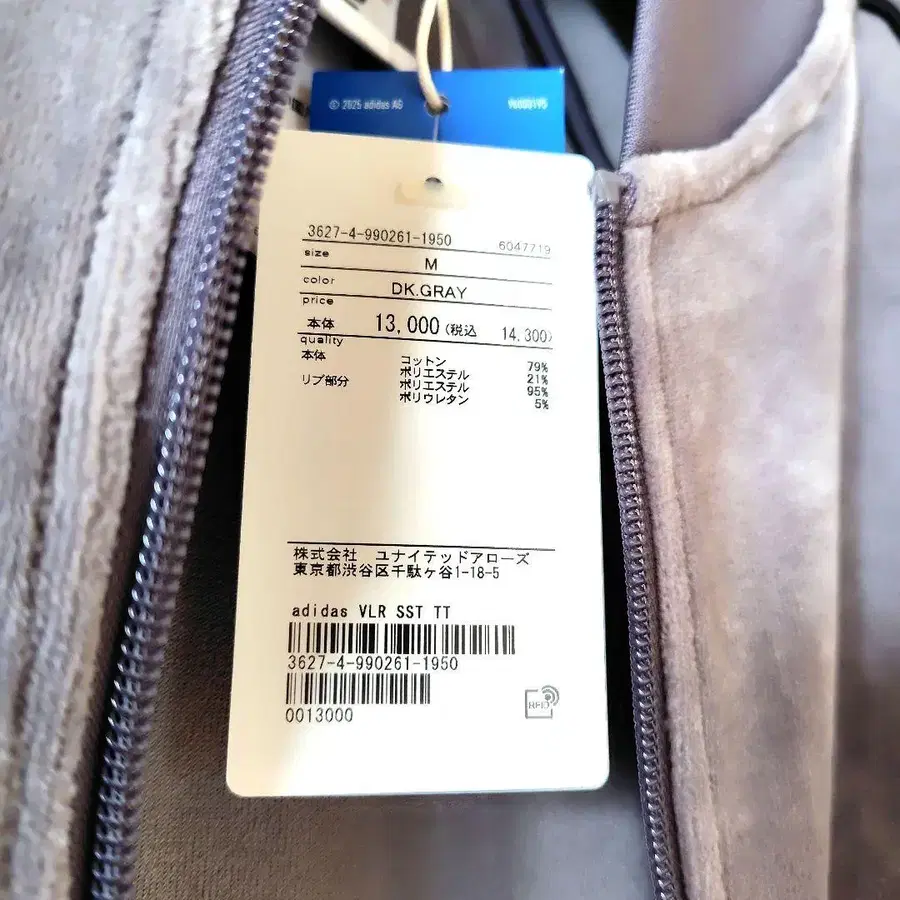 © 2025 adidas AG
3627-4-990261-1950 6047719
size M
color DK.GRAY
price
本体 13,000(税込 14,300)
quality
本体 コットン 79%
ポリエステル 21%
リブ部分 ポリエステル 95%
ポリウレタン 5%
株式会社 ユナイテッドアローズ
東京都渋谷区千駄ヶ谷1-18-5
adidas VLR SST TT
3627-4-990261-1950
0013000
RFID